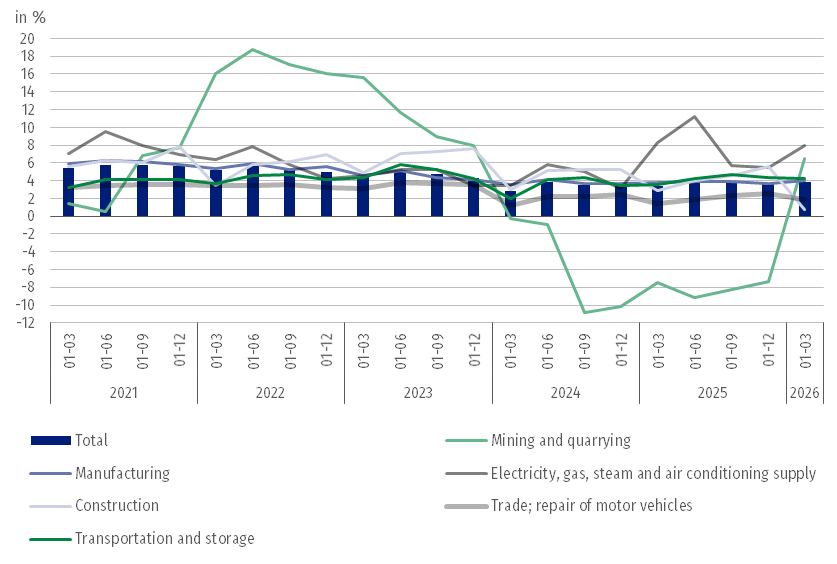 in %
20
18
16
14
12
10
8
6
4
2
0
-2
-4
-6
-8
-10
-12
01-03 01-06 01-09 01-12 01-03 01-06 01-09 01-12 01-03 01-06 01-09 01-12 01-03 01-06 01-09 01-12 01-03 01-06 01-09 01-12 01-03
2021 2022 2023 2024 2025 2026
Total Mining and quarrying
Manufacturing Electricity, gas, steam and air conditioning supply
Construction Trade; repair of motor vehicles
Transportation and storage